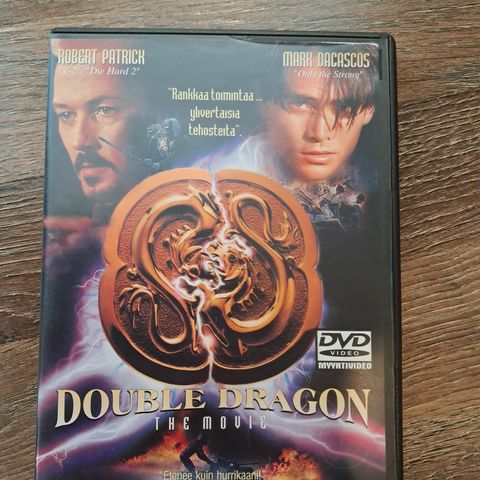 ROBERT PATRICK
"T2", "Die Hard 2"
MARK DACASCOS
"Only the Strong"
"Rankkaa toimintaa ...
ylivertaisia
tehosteita".
DVD
VIDEO
MYYNTIVIDEO
DOUBLE DRAGON
THE MOVIE
"Etenee kuin hurrikaani!"